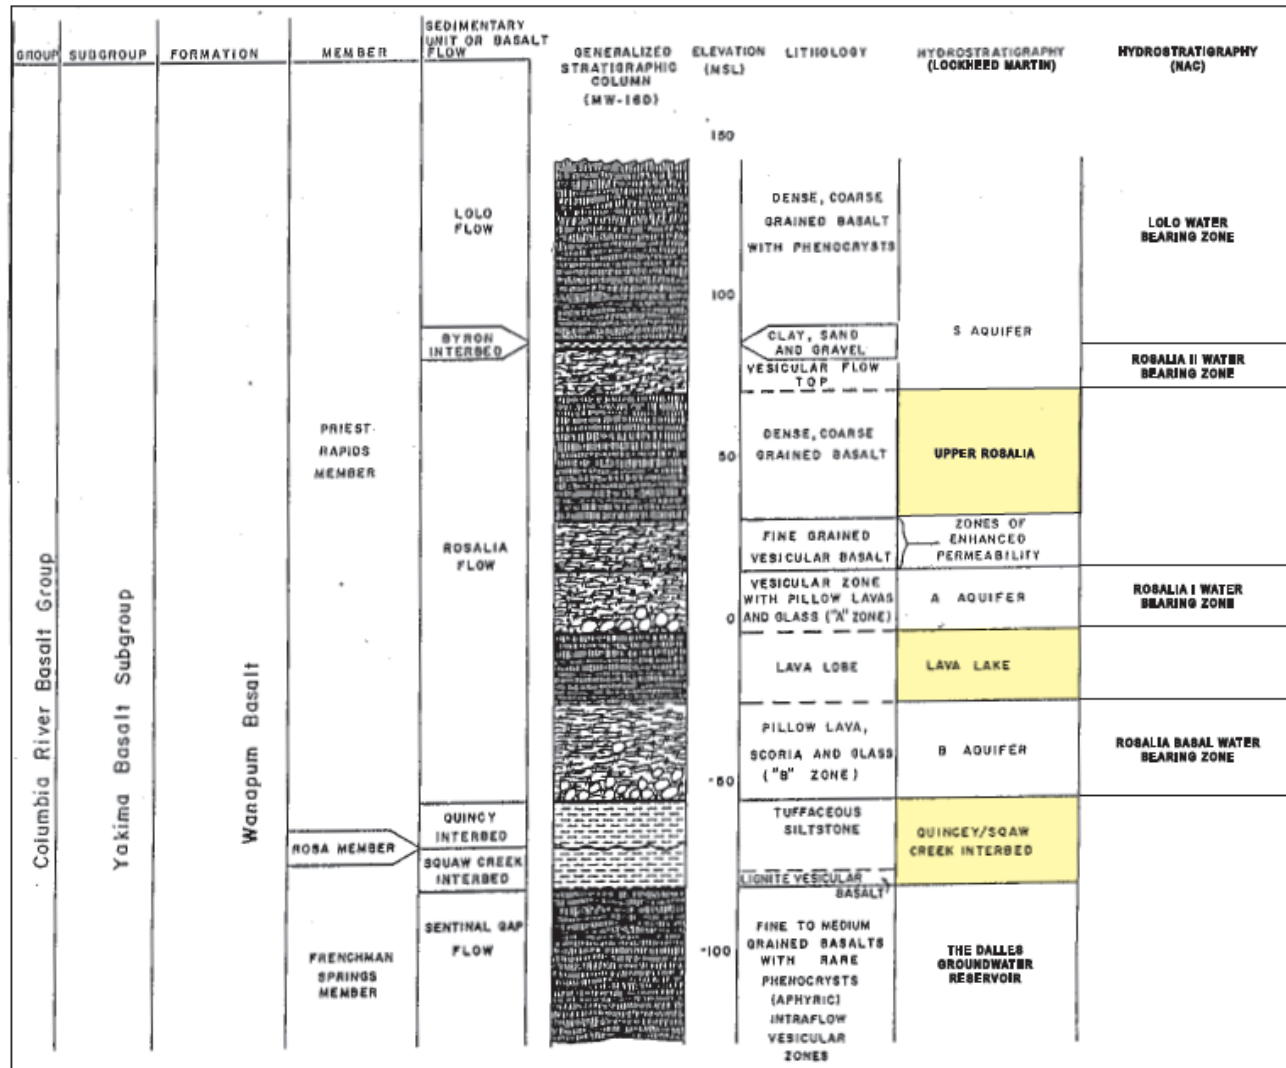 GROUP
SUBGROUP
FORMATION
MEMBER
SEDIMENTARY
UNIT OR BASALT
FLOW
GENERALIZED
STRATIGRAPHIC
COLUMN
(MW-16D)
ELEVATION
(MSL)
LITHOLOGY
HYDROSTRATIGRAPHY
(LOCKHEED MARTIN)
HYDROSTRATIGRAPHY
(NAC)
Columbia River Basalt Group
Yakima Basalt Subgroup
Wanapum Basalt
PRIEST-
RAPIDS
MEMBER
ROSA MEMBER
FRENCHMAN
SPRINGS
MEMBER
LOLO
FLOW
BYRON
INTERBED
ROSALIA
FLOW
QUINCY
INTERBED
SQUAW CREEK
INTERBED
SENTINAL GAP
FLOW
150
100
50
0
-50
-100
DENSE, COARSE
GRAINED BASALT
WITH PHENOCRYSTS
CLAY, SAND
AND GRAVEL
VESICULAR FLOW
TOP
DENSE, COARSE
GRAINED BASALT
FINE GRAINED
VESICULAR BASALT
VESICULAR ZONE
WITH PILLOW LAVAS
AND GLASS ("A" ZONE)
LAVA LOBE
PILLOW LAVA,
SCORIA AND GLASS
("B" ZONE)
TUFFACEOUS
SILTSTONE
LIGNITE VESICULAR
BASALT
FINE TO MEDIUM
GRAINED BASALTS
WITH RARE
PHENOCRYSTS
(APHYRIC)
INTRAFLOW
VESICULAR
ZONES
S AQUIFER
UPPER ROSALIA
ZONES OF
ENHANCED
PERMEABILITY
A AQUIFER
LAVA LAKE
B AQUIFER
QUINCEY/SQAW
CREEK INTERBED
THE DALLES
GROUNDWATER
RESERVOIR
LOLO WATER
BEARING ZONE
ROSALIA II WATER
BEARING ZONE
ROSALIA I WATER
BEARING ZONE
ROSALIA BASAL WATER
BEARING ZONE